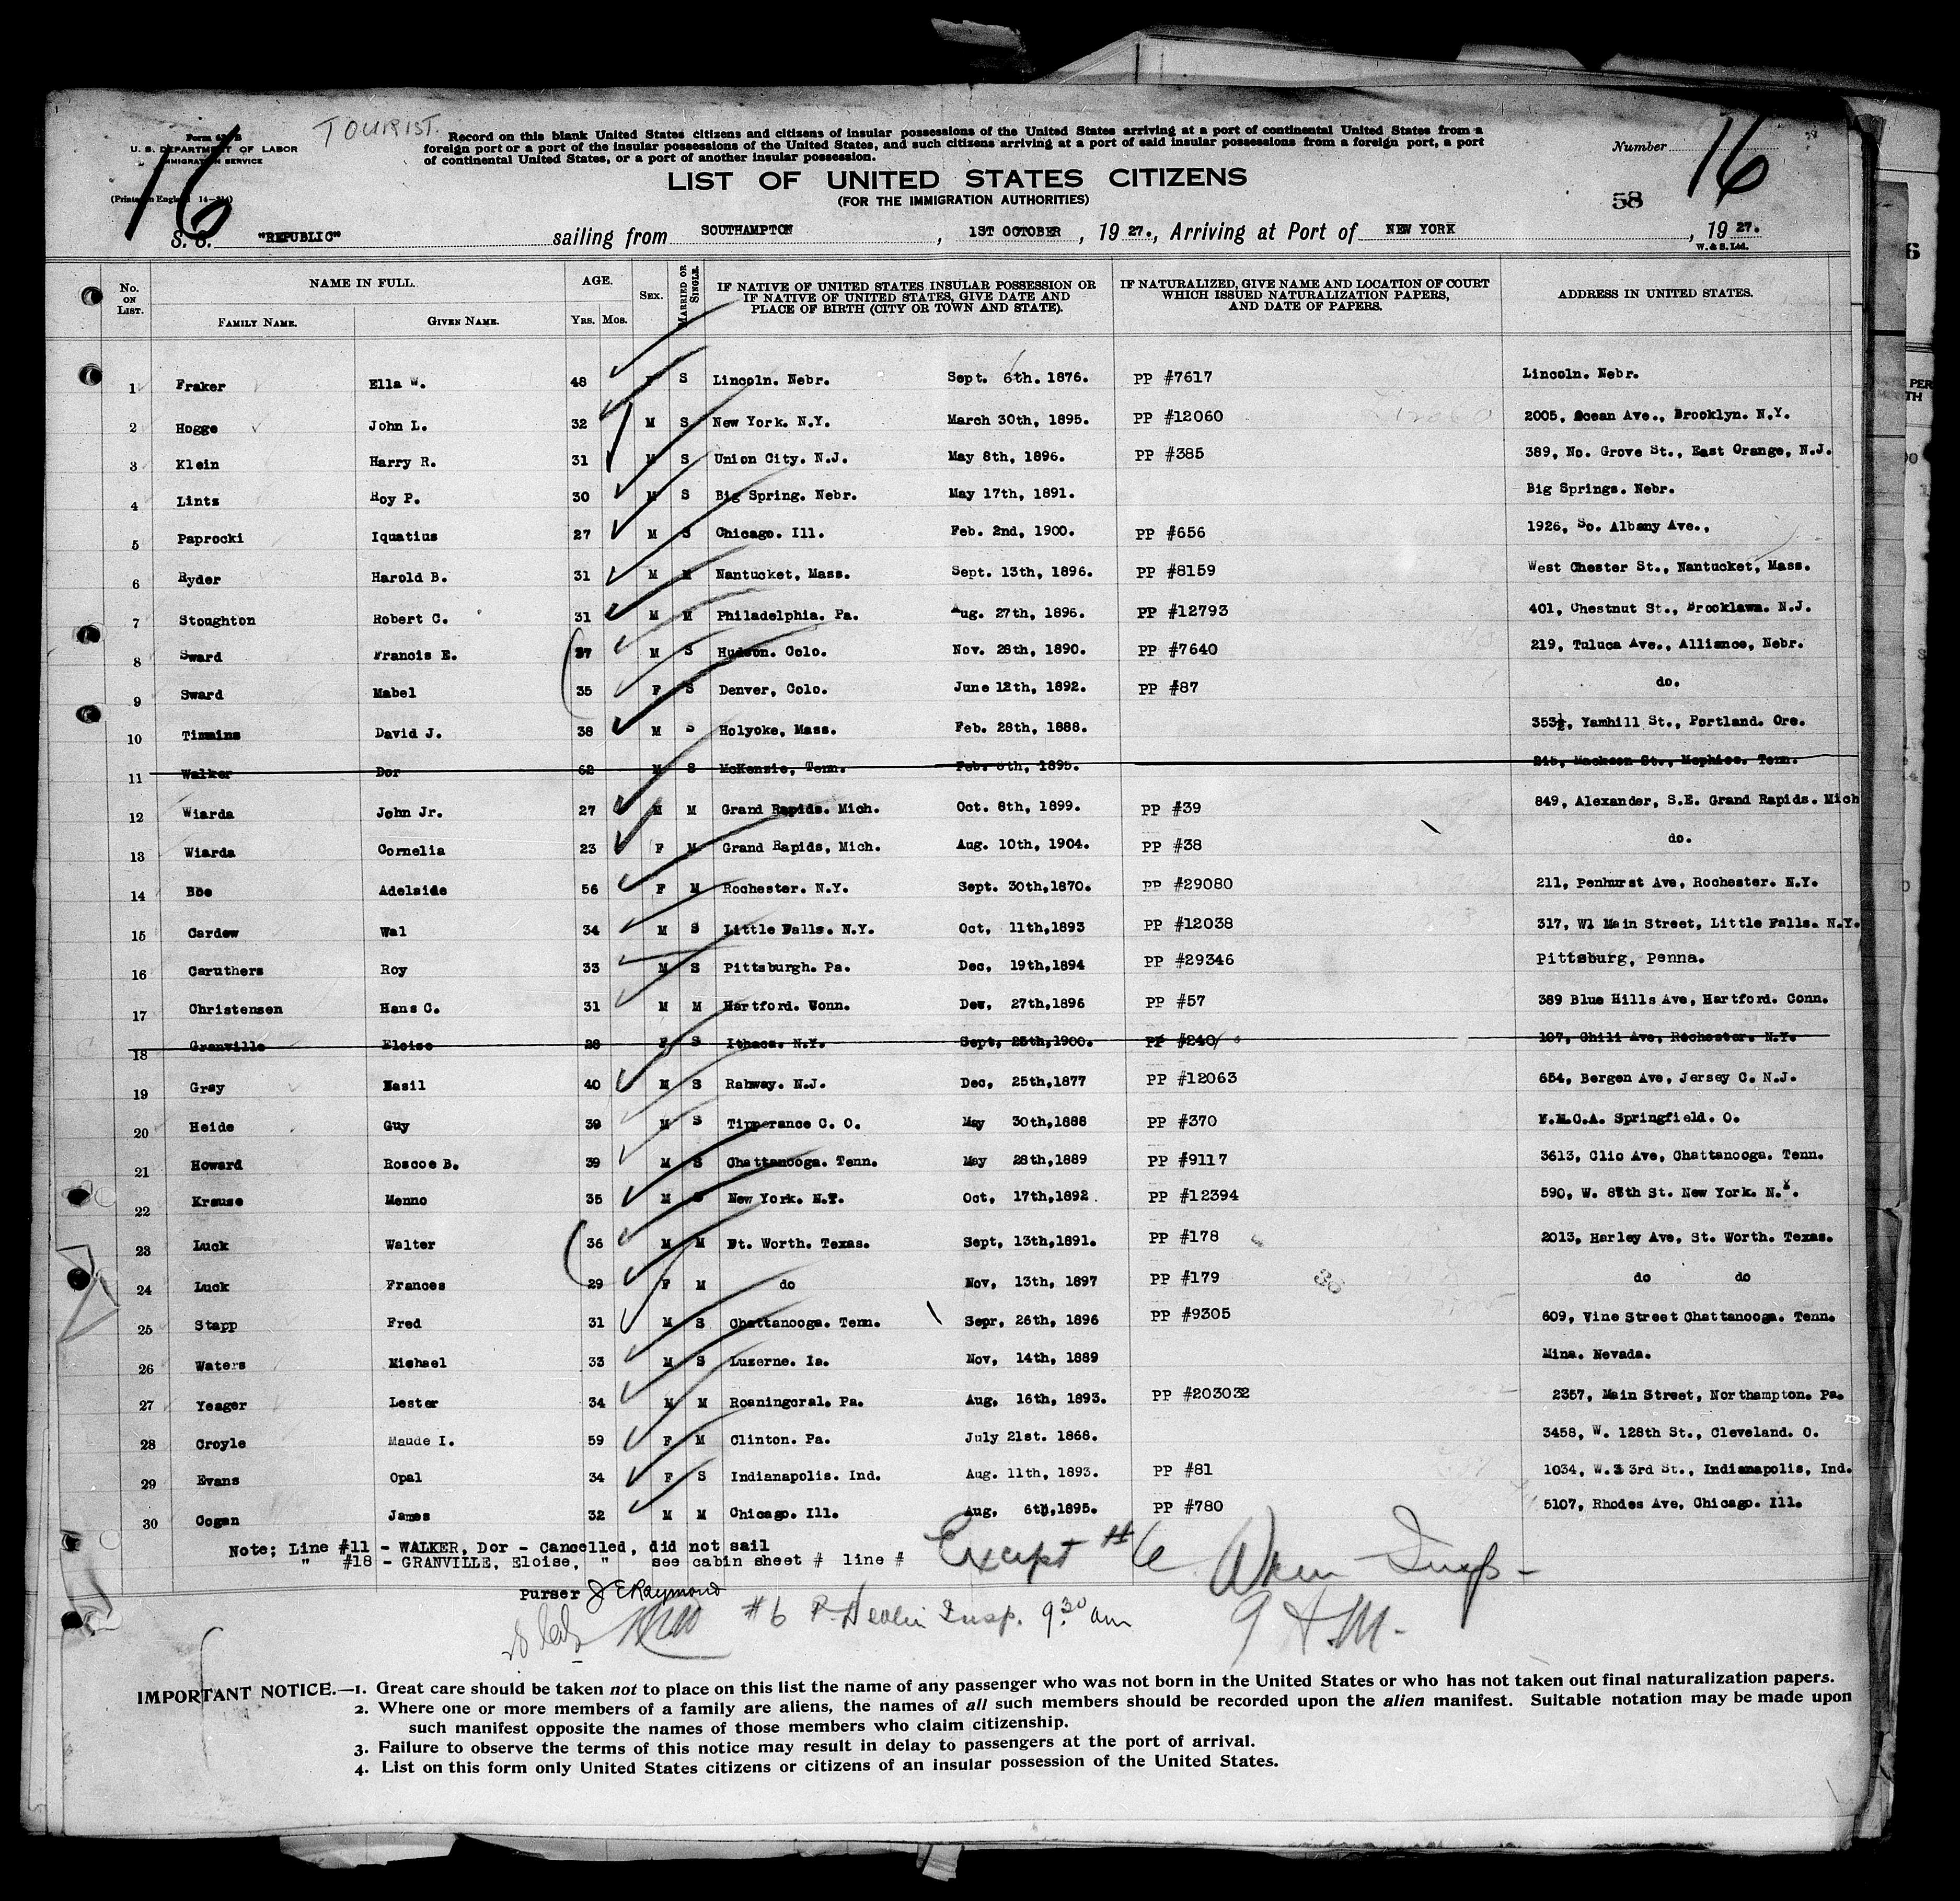 TOURIST.
U. S. DEPARTMENT OF LABOR
IMMIGRATION SERVICE
16
Record on this blank United States citizens and citizens of insular possessions of the United States arriving at a port of continental United States from a
foreign port or a port of the insular possessions of the United States, and such citizens arriving at a port of said insular possessions from a foreign port, a port
of continental United States, or a port of another insular possession.
Number
16
58
LIST OF UNITED STATES CITIZENS
(FOR THE IMMIGRATION AUTHORITIES)
S. S. "REPUBLIC" sailing from SOUTHAMPTON, 1ST OCTOBER, 19 27., Arriving at Port of NEW YORK, 19 27.
W. & S. Ltd.
No. ON LIST. NAME IN FULL. FAMILY NAME. GIVEN NAME. AGE. YRS. MOS. SEX. MARRIED OR SINGLE. IF NATIVE OF UNITED STATES INSULAR POSSESSION OR IF NATIVE OF UNITED STATES, GIVE DATE AND PLACE OF BIRTH (CITY OR TOWN AND STATE). IF NATURALIZED, GIVE NAME AND LOCATION OF COURT WHICH ISSUED NATURALIZATION PAPERS, AND DATE OF PAPERS. ADDRESS IN UNITED STATES.
1 Fraker Ella W. 48 F S Lincoln. Nebr. Sept. 6th. 1876. PP #7617 Lincoln. Nebr.
2 Hogge John L. 32 M S New York. N.Y. March 30th, 1895. PP #12060 2005, Ocean Ave., Brooklyn. N.Y.
3 Klein Harry R. 31 M S Union City. N.J. May 8th, 1896. PP #385 389, No. Grove St., East Orange, N.J.
4 Lintz Roy P. 30 M S Big Spring. Nebr. May 17th, 1891. Big Springs. Nebr.
5 Paprocki Iquatius 27 M S Chicago. Ill. Feb. 2nd, 1900. PP #656 1926, So. Albany Ave.,
6 Ryder Harold B. 31 M M Nantucket, Mass. Sept. 13th, 1896. PP #8159 West Chester St., Nantucket, Mass.
7 Stoughton Robert C. 31 M M Philadelphia. Pa. Aug. 27th, 1896. PP #12793 401, Chestnut St., Brooklawn. N.J.
8 Sward Francis E. 37 M S Hudson. Colo. Nov. 28th, 1890. PP #7640 219, Tuluca Ave., Alliance, Nebr.
9 Sward Mabel 35 F S Denver, Colo. June 12th, 1892. PP #87 do.
10 Timmins David J. 38 M S Holyoke, Mass. Feb. 28th, 1888. 353½, Yamhill St., Portland. Ore.
11 Walker Dor 62 M S McKenzie, Tenn. Feb. 6th, 1895. St., Mephics. Tenn.
12 Wiarda John Jr. 27 M M Grand Rapids. Mich. Oct. 8th, 1899. PP #39 849, Alexander, S.E. Grand Rapids. Mich
13 Wiarda Cornelia 23 F M Grand Rapids, Mich. Aug. 10th, 1904. PP #38 do.
14 Boe Adelaide 56 F M Rochester. N.Y. Sept. 30th,1870. PP #29080 211, Penhurst Ave, Rochester. N.Y.
15 Cardew Wal 34 M S Little Falls. N.Y. Oct, 11th,1893 PP #12038 317, Wl Main Street, Little Falls. N.Y.
16 Caruthers Roy 33 M S Pittsburgh. Pa. Dec, 19th,1894 PP #29346 Pittsburg, Penna.
17 Christensen Hans C. 31 M M Hartford. Conn. Dec, 27th,1896 PP #57 389 Blue Hills Ave, Hartford. Conn.
18 Granville Eloise 28 F S Ithaca. N.Y. Sept, 25th,1900. PP #240 107, Chili Ave, Rochester. N.Y.
19 Gray Basil 40 M S Rahway. N.J. Dec, 25th,1877 PP #12063 654, Bergen Ave, Jersey C. N.J.
20 Heide Guy 39 M S Tipperance C. O. May 30th,1888 PP #370 Y.M.C.A. Springfield. O.
21 Howard Roscoe B. 39 M S Chattanooga. Tenn. May 28th,1889 PP #9117 3613, Clio Ave, Chattanooga. Tenn.
22 Krause Menno 35 M S New York. N.Y. Oct, 17th,1892. PP #12394 590, W. 87th St. New York. N.Y.
23 Luck Walter 36 M M Ft. Worth. Texas. Sept, 13th,1891. PP #178 2013, Harley Ave, St. Worth. Texas.
24 Luck Frances 29 F M do Nov, 13th, 1897 PP #179 do do
25 Stapp Fred 31 M S Chattanooga. Tenn. Sepr, 26th, 1896 PP #9305 609, Vine Street Chattanooga. Tenn.
26 Waters Michael 33 M S Luzerne. Ia. Nov, 14th, 1889 Mina. Nevada.
27 Yeager Lester 34 M M Roaningcral. Pa. Aug, 16th, 1893. PP #203032 2357, Main Street, Northampton. Pa.
28 Croyle Maude I. 59 F M Clinton. Pa. July 21st. 1868. 3458, W. 128th St., Cleveland. O.
29 Evans Opal 34 F S Indianapolis. Ind. Aug. 11th, 1893. PP #81 1034, W.33rd St., Indianapolis, Ind.
30 Cogan James 32 M M Chicago. Ill. Aug, 6th,1895. PP #780 5107, Rhodes Ave, Chicago. Ill.
Note; Line #11 - WALKER, Dor - Cancelled, did not sail
" #18 - GRANVILLE, Eloise, " see cabin sheet # line #
Except #6
Purser J E Raymond
#6 P. Devlin Insp. 9.30 am
9 AM.
IMPORTANT NOTICE.—1. Great care should be taken not to place on this list the name of any passenger who was not born in the United States or who has not taken out final naturalization papers.
2. Where one or more members of a family are aliens, the names of all such members should be recorded upon the alien manifest. Suitable notation may be made upon
such manifest opposite the names of those members who claim citizenship.
3. Failure to observe the terms of this notice may result in delay to passengers at the port of arrival.
4. List on this form only United States citizens or citizens of an insular possession of the United States.